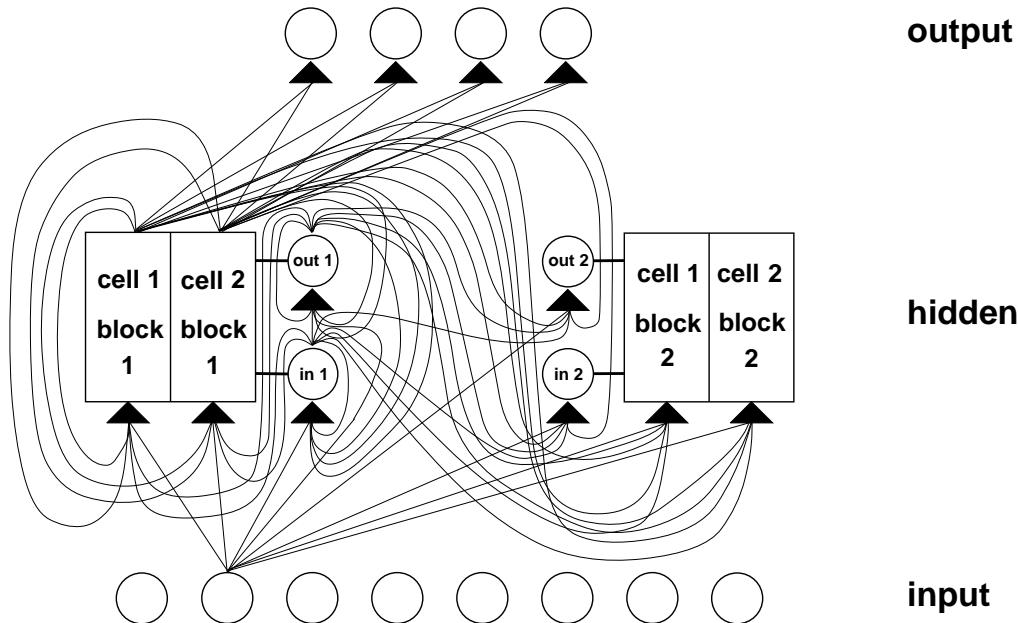 output
cell 1
block
1
cell 2
block
1
out 1
in 1
out 2
in 2
cell 1
block
2
cell 2
block
2
hidden
input